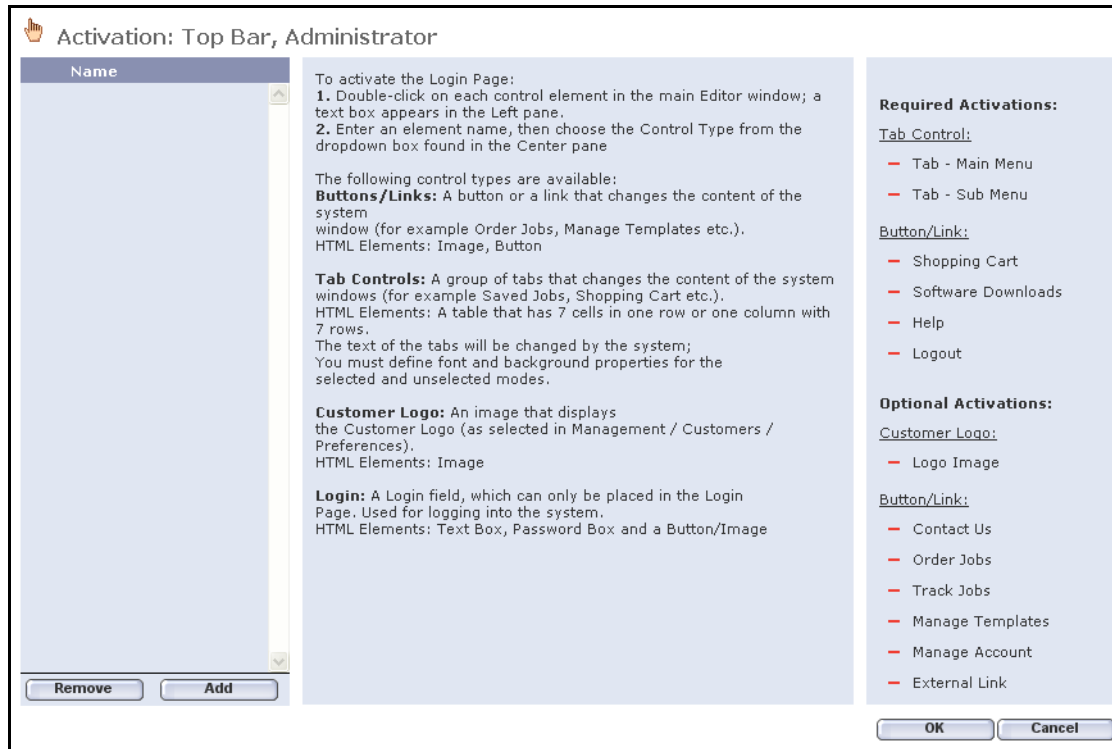 Activation: Top Bar, Administrator
Name
Remove
Add
To activate the Login Page:
1. Double-click on each control element in the main Editor window; a
text box appears in the Left pane.
2. Enter an element name, then choose the Control Type from the
dropdown box found in the Center pane
The following control types are available:
Buttons/Links: A button or a link that changes the content of the
system
window (for example Order Jobs, Manage Templates etc.).
HTML Elements: Image, Button
Tab Controls: A group of tabs that changes the content of the system
windows (for example Saved Jobs, Shopping Cart etc.).
HTML Elements: A table that has 7 cells in one row or one column with
7 rows.
The text of the tabs will be changed by the system;
You must define font and background properties for the
selected and unselected modes.
Customer Logo: An image that displays
the Customer Logo (as selected in Management / Customers /
Preferences).
HTML Elements: Image
Login: A Login field, which can only be placed in the Login
Page. Used for logging into the system.
HTML Elements: Text Box, Password Box and a Button/Image
Required Activations:
Tab Control:
– Tab - Main Menu
– Tab - Sub Menu
Button/Link:
– Shopping Cart
– Software Downloads
– Help
– Logout
Optional Activations:
Customer Logo:
– Logo Image
Button/Link:
– Contact Us
– Order Jobs
– Track Jobs
– Manage Templates
– Manage Account
– External Link
OK
Cancel